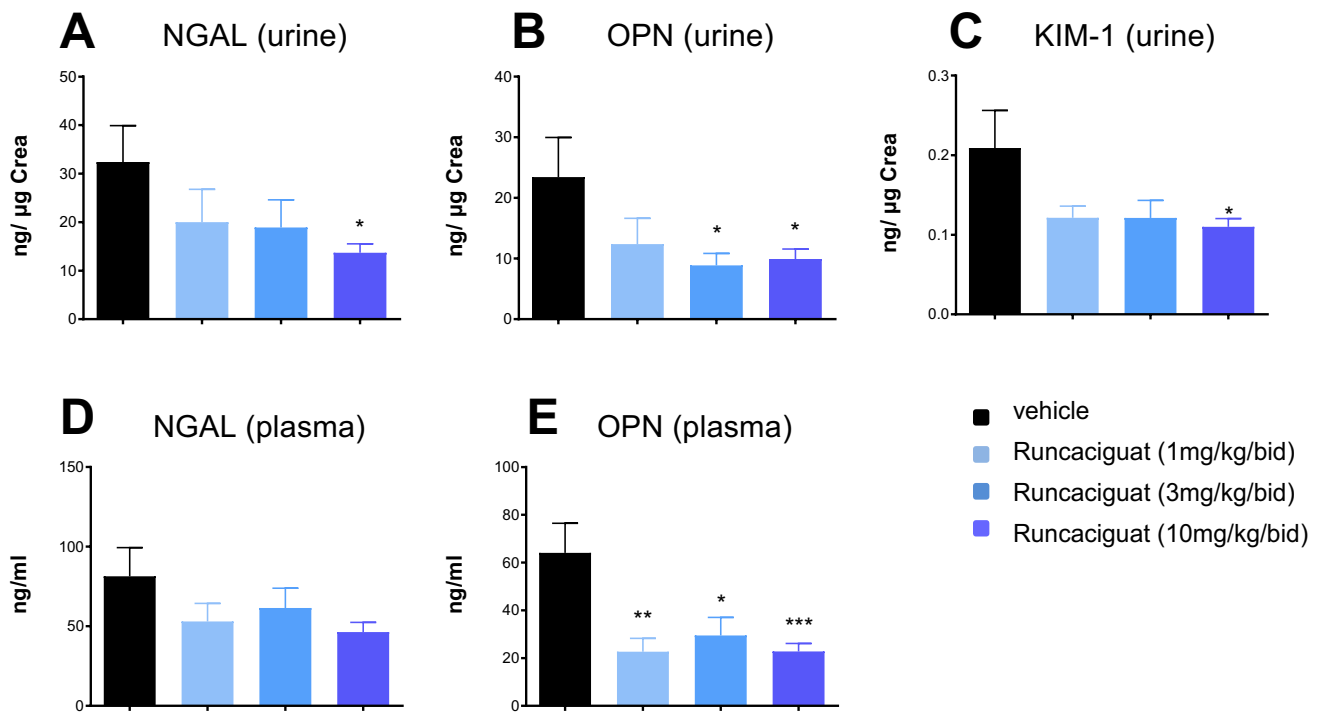 A NGAL (urine)
50
40
30
20
10
0
ng/ µg Crea
*
B OPN (urine)
40
30
20
10
0
ng/ µg Crea
*
*
C KIM-1 (urine)
0.3
0.2
0.1
0.0
ng/ µg Crea
*
D NGAL (plasma)
150
100
50
0
ng/ml
E OPN (plasma)
100
80
60
40
20
0
ng/ml
**
*
***
vehicle
Runcaciguat (1mg/kg/bid)
Runcaciguat (3mg/kg/bid)
Runcaciguat (10mg/kg/bid)